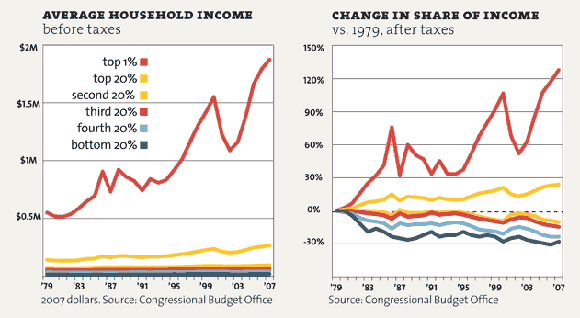 AVERAGE HOUSEHOLD INCOME
before taxes
$2M
$1.5M
$1M
$0.5M
top 1%
top 20%
second 20%
third 20%
fourth 20%
bottom 20%
'79 '83 '87 '91 '95 '99 '03 '07
2007 dollars. Source: Congressional Budget Office
CHANGE IN SHARE OF INCOME
vs. 1979, after taxes
150%
120%
90%
60%
30%
0%
-30%
'79 '83 '87 '91 '95 '99 '03 '07
Source: Congressional Budget Office